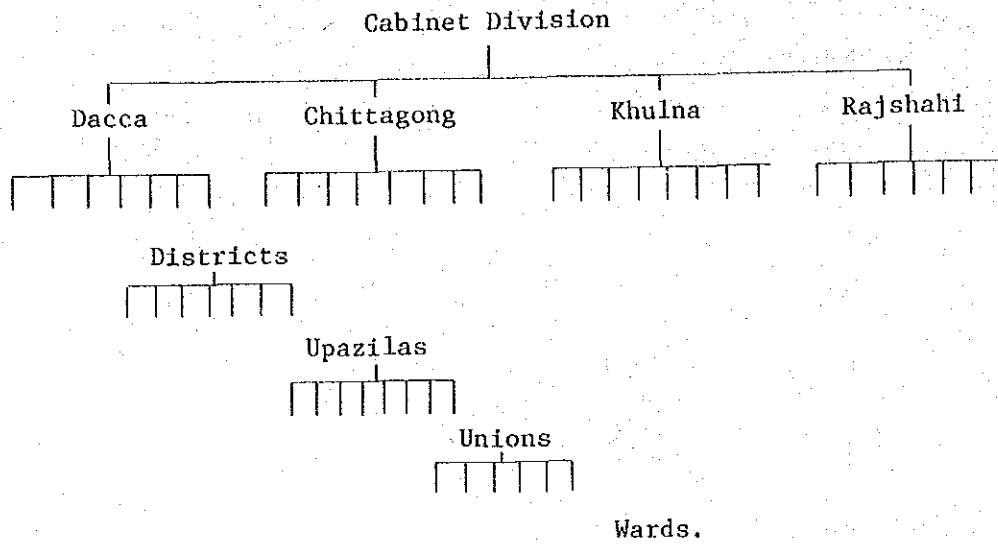 Cabinet Division
Dacca Chittagong Khulna Rajshahi
Districts
Upazilas
Unions
Wards.